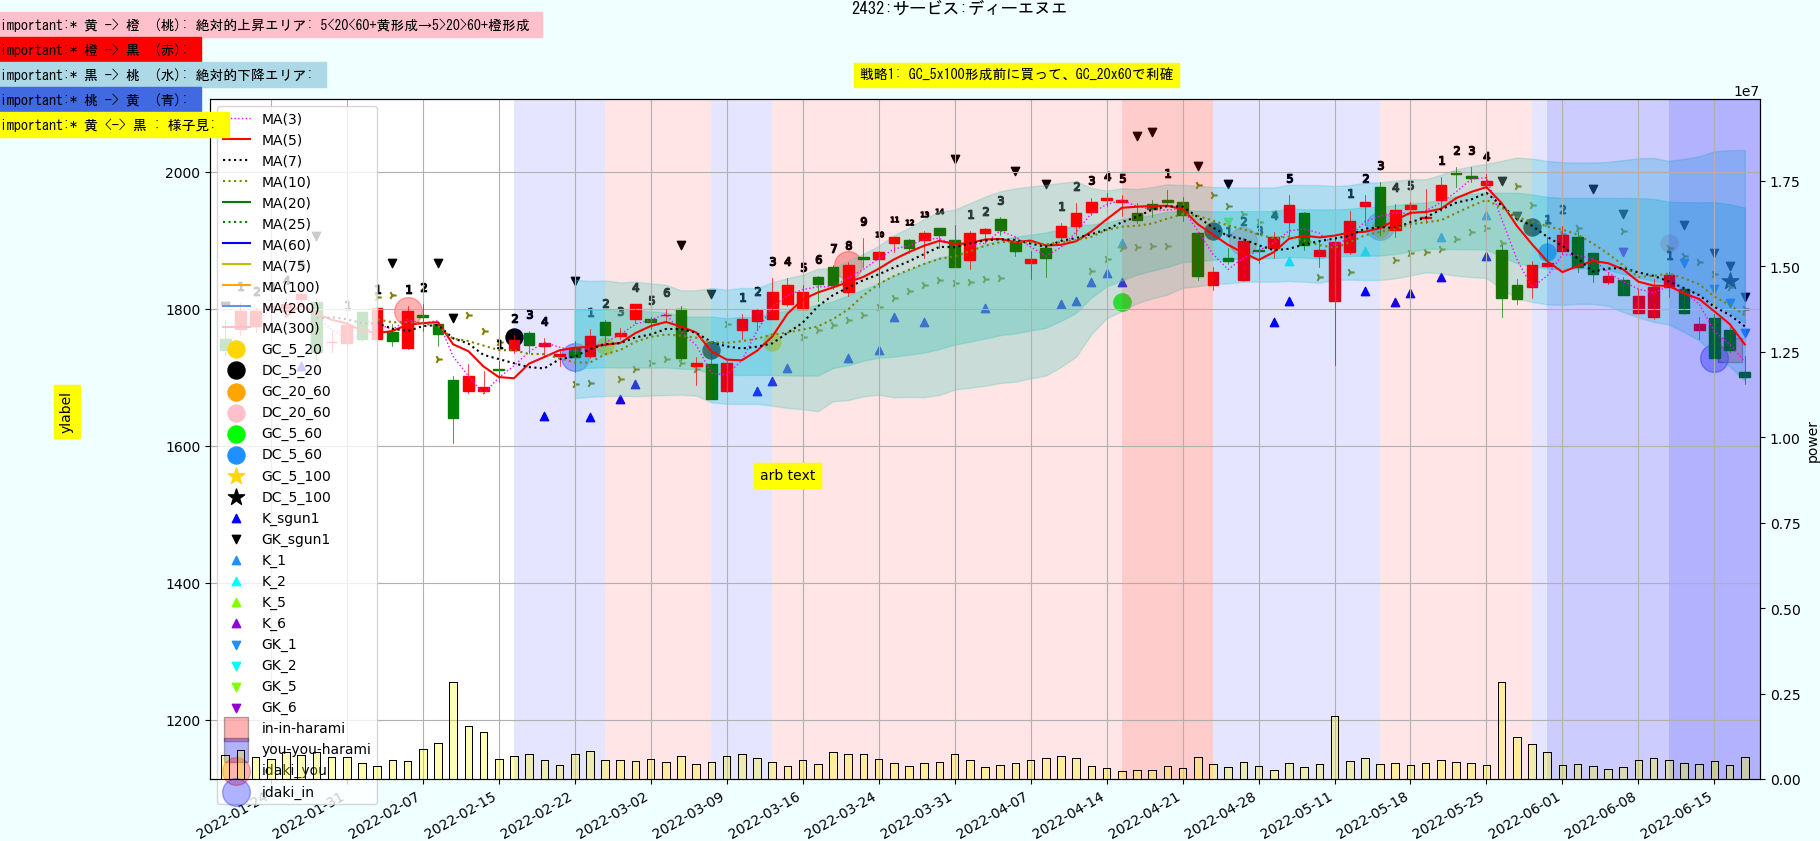 2432:サービス:ディーエヌエ
important:* 黄 -> 橙 (桃): 絶対的上昇エリア: 5<20<60+黄形成→5>20>60+橙形成
important:* 橙 -> 黒 (赤):
important:* 黒 -> 桃 (水): 絶対的下降エリア:
戦略1: GC_5x100形成前に買って、GC_20x60で利確
important:* 桃 -> 黄 (青):
important:* 黄 <-> 黒 : 様子見:
1e7
MA(3)
MA(5)
MA(7)
MA(10)
MA(20)
MA(25)
MA(60)
MA(75)
MA(100)
MA(200)
MA(300)
GC_5_20
DC_5_20
GC_20_60
DC_20_60
GC_5_60
DC_5_60
GC_5_100
DC_5_100
K_sgun1
GK_sgun1
K_1
K_2
K_5
K_6
GK_1
GK_2
GK_5
GK_6
in-in-harami
you-you-harami
idaki_you
idaki_in
2000
1800
1600
1400
1200
ylabel
arb text
1.75
1.50
1.25
1.00
0.75
0.50
0.25
0.00
power
2022-01-24
2022-01-31
2022-02-07
2022-02-15
2022-02-22
2022-03-02
2022-03-09
2022-03-16
2022-03-24
2022-03-31
2022-04-07
2022-04-14
2022-04-21
2022-04-28
2022-05-11
2022-05-18
2022-05-25
2022-06-01
2022-06-08
2022-06-15